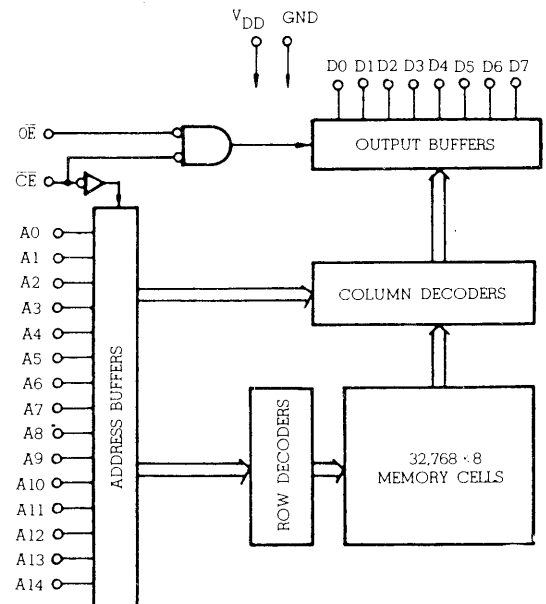 VDD GND
D0 D1 D2 D3 D4 D5 D6 D7
O̅E̅
OUTPUT BUFFERS
C̅E̅
A0
A1
A2
A3
A4
A5
A6
A7
A8
A9
A10
A11
A12
A13
A14
ADDRESS BUFFERS
COLUMN DECODERS
ROW DECODERS
32,768 × 8
MEMORY CELLS